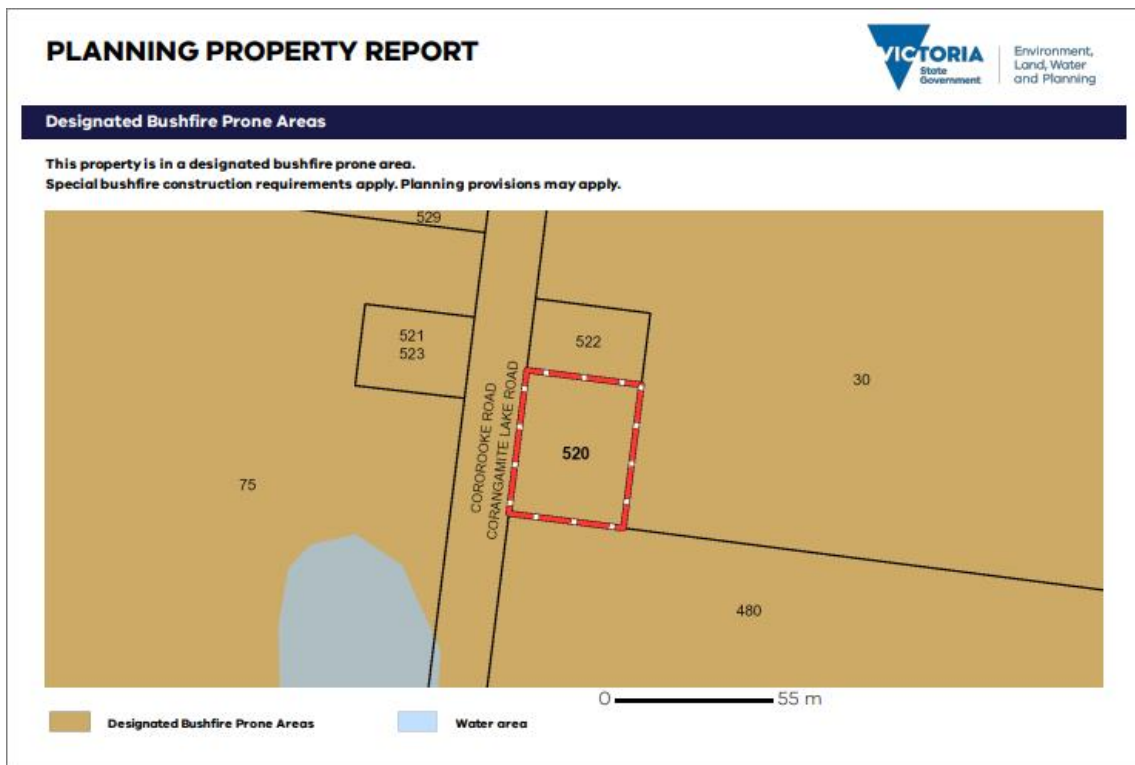 PLANNING PROPERTY REPORT
VICTORIA
State
Government
Environment,
Land, Water
and Planning
Designated Bushfire Prone Areas
This property is in a designated bushfire prone area.
Special bushfire construction requirements apply. Planning provisions may apply.
529
521
523
522
30
COROROOKE ROAD
CORANGAMITE LAKE ROAD
520
75
480
0 55 m
Designated Bushfire Prone Areas
Water area